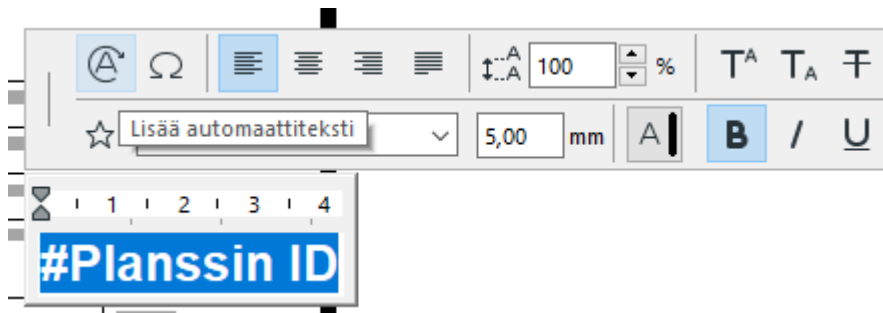 A Ω A A 100 % T A T A T
Lisää automaattiteksti 5,00 mm A B I U
1 2 3 4
#Planssin ID